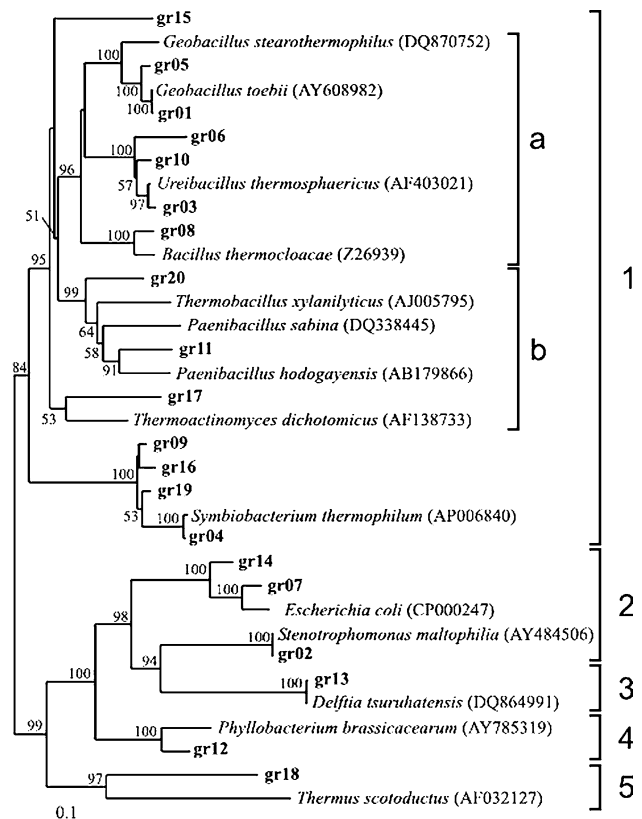 gr15
Geobacillus stearothermophilus (DQ870752)
100
gr05
100
Geobacillus toebii (AY608982)
100
gr01
a
gr06
100
gr10
57
Ureibacillus thermosphaericus (AF403021)
97
gr03
96
51
gr08
100
Bacillus thermocloacae (Z26939)
95
1
gr20
99
Thermobacillus xylanilyticus (AJ005795)
64
Paenibacillus sabina (DQ338445)
58
gr11
91
Paenibacillus hodogayensis (AB179866)
b
84
gr17
53
Thermoactinomyces dichotomicus (AF138733)
gr09
gr16
100
gr19
53
100
Symbiobacterium thermophilum (AP006840)
gr04
gr14
100
gr07
100
Escherichia coli (CP000247)
2
98
Stenotrophomonas maltophilia (AY484506)
100
gr02
94
gr13
100
Delftia tsuruhatensis (DQ864991)
3
100
Phyllobacterium brassicacearum (AY785319)
100
gr12
4
99
gr18
97
Thermus scotoductus (AF032127)
5
0.1